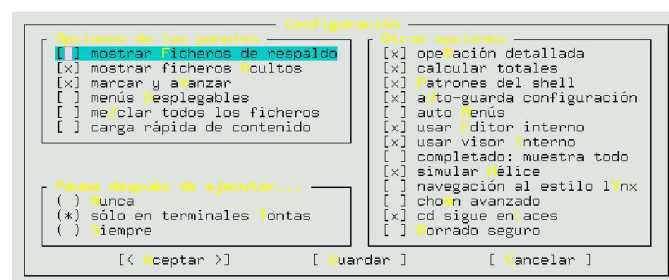 Configuración
Opciones de los paneles
[ ] mostrar Ficheros de respaldo
[x] mostrar ficheros Ocultos
[x] marcar y aVanzar
[ ] menús Desplegables
[ ] meZclar todos los ficheros
[ ] carga rápida de contenido
Pausa después de ejecutar...
( ) Nunca
(*) sólo en terminales Tontas
( ) Siempre
Otras opciones
[x] opeRación detallada
[x] calcular totales
[x] Patrones del shell
[x] aUto-guarda configuración
[ ] auto Menús
[x] usar Editor interno
[x] usar visor Interno
[ ] completado: muestra todo
[x] simular Hélice
[ ] navegación al estilo lYnx
[ ] choWn avanzado
[x] cd sigue enLaces
[ ] Borrado seguro
[< Aceptar >] [ Guardar ] [ Cancelar ]